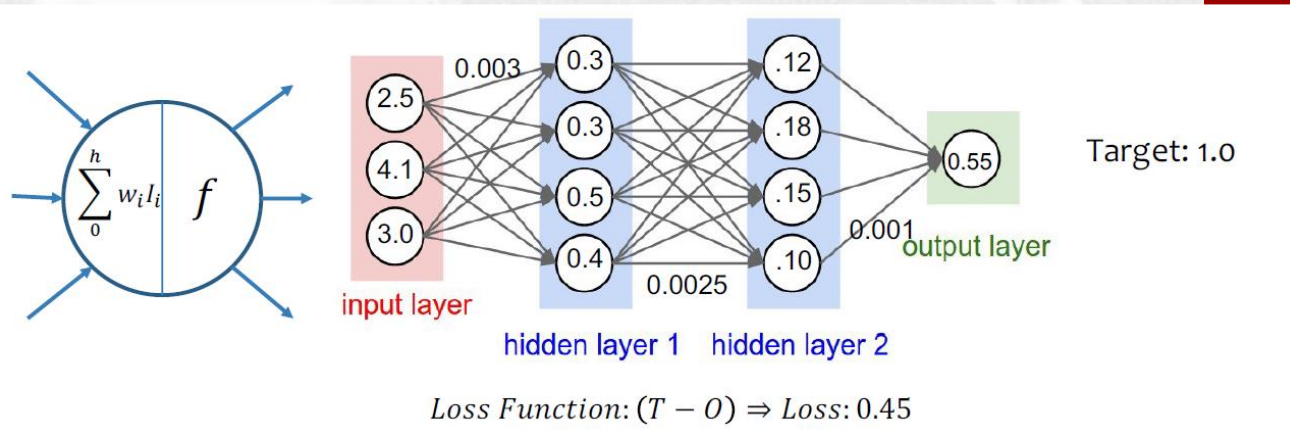 h
∑ wᵢIᵢ
0
f
2.5
4.1
3.0
input layer
0.003
0.3
0.3
0.5
0.4
hidden layer 1
0.0025
.12
.18
.15
.10
hidden layer 2
0.001
0.55
output layer
Target: 1.0
Loss Function: (T − O) ⇒ Loss: 0.45